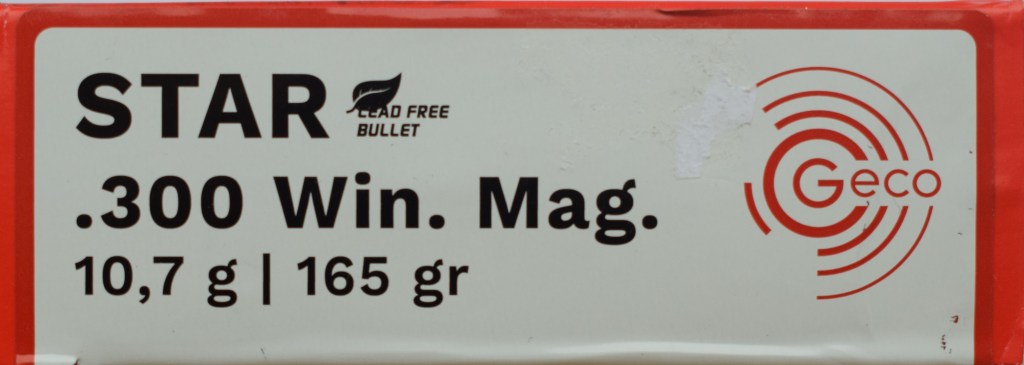 STAR
LEAD FREE
BULLET
.300 Win. Mag.
10,7 g | 165 gr
Geco